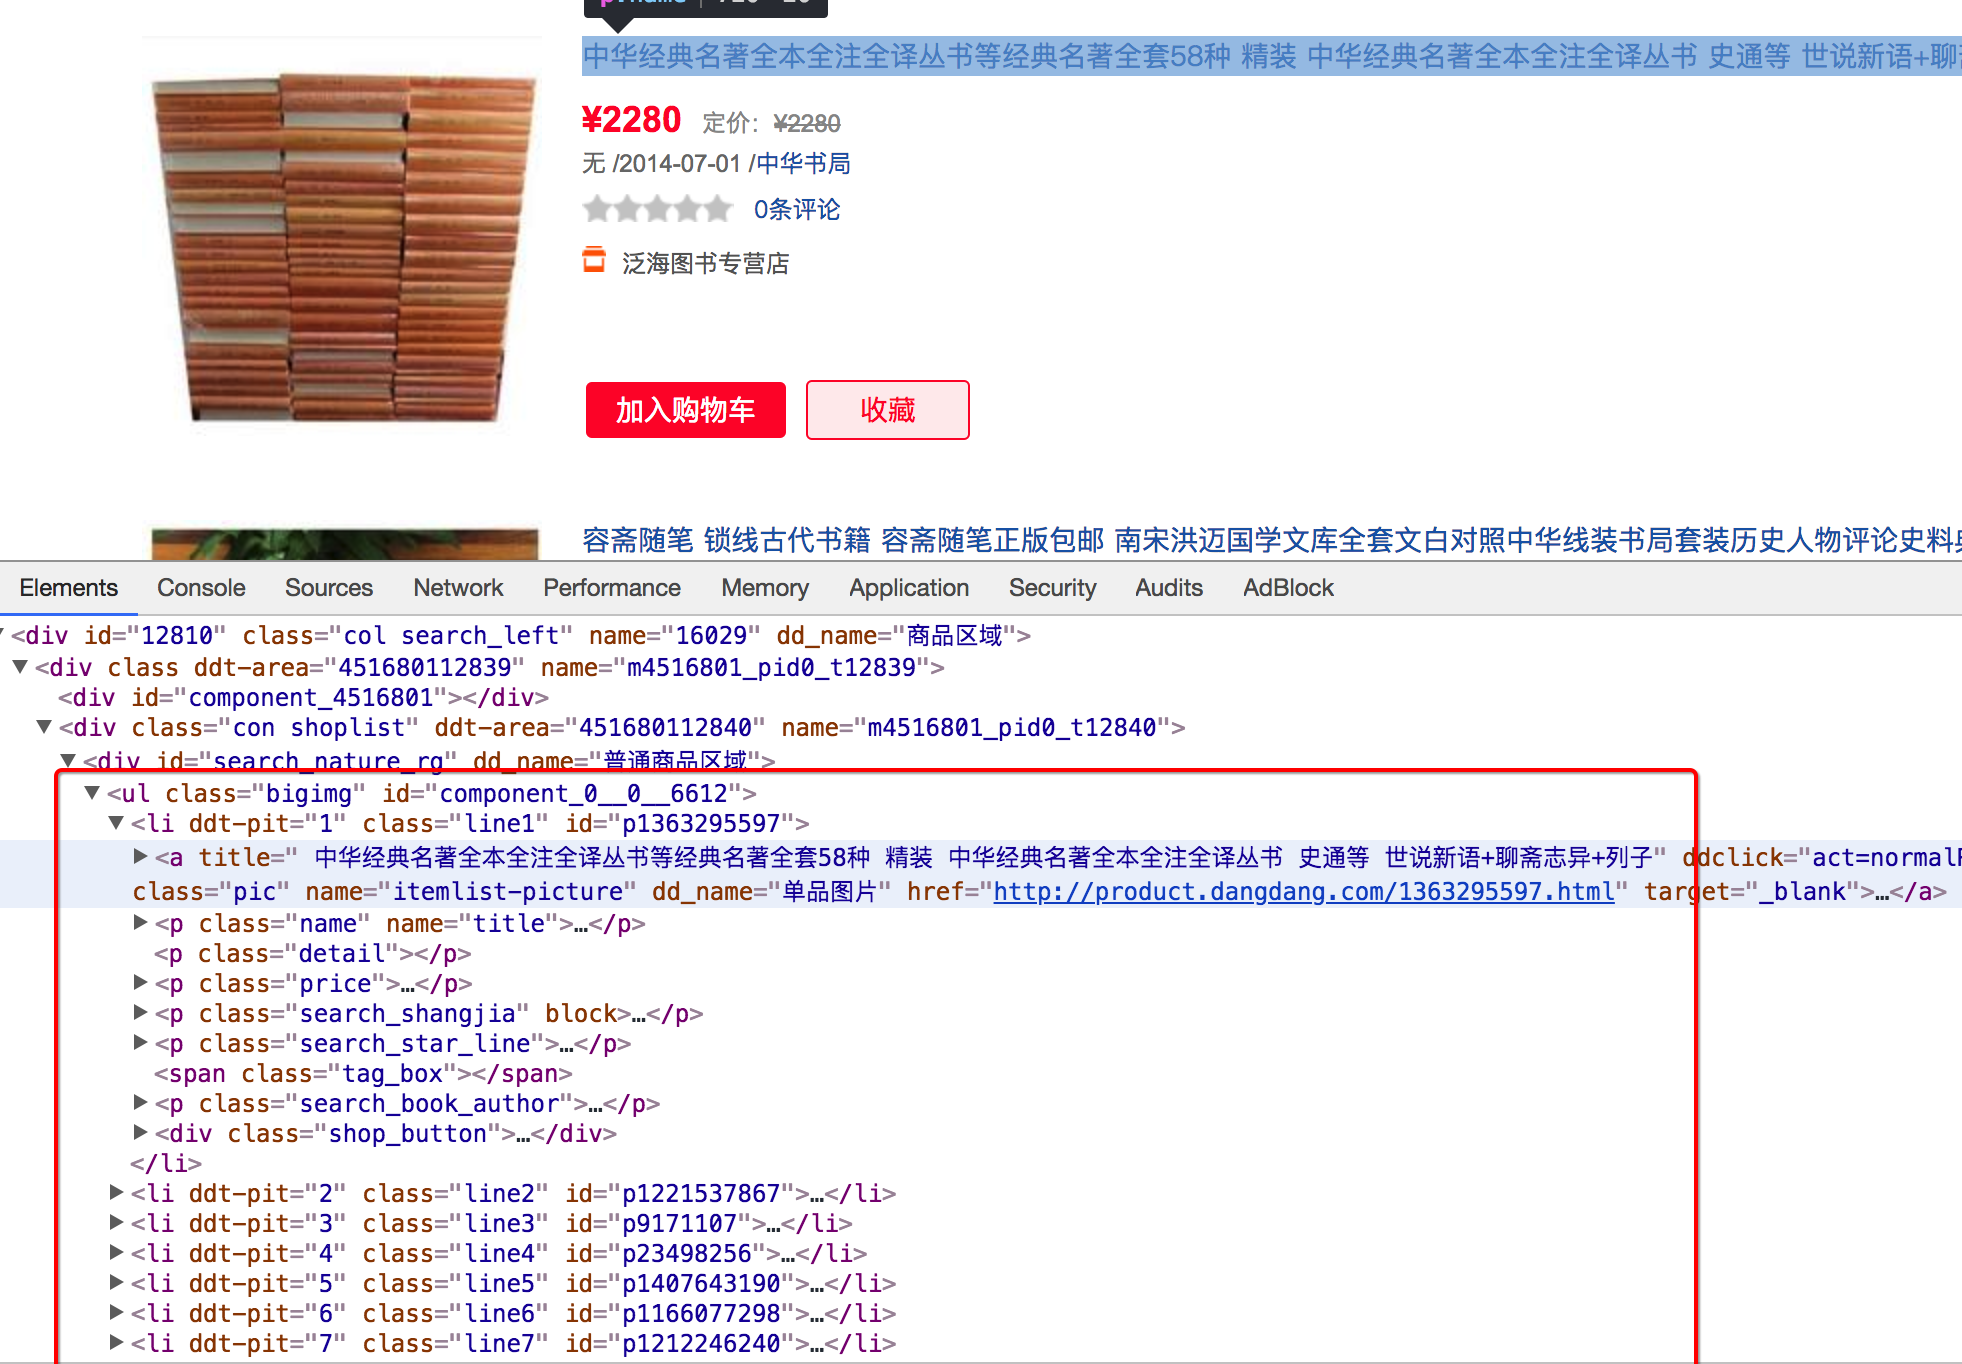 中华经典名著全本全注全译丛书等经典名著全套58种 精装 中华经典名著全本全注全译丛书 史通等 世说新语+聊
¥2280 定价：¥2280
无 /2014-07-01 /中华书局
0条评论
泛海图书专营店
加入购物车 收藏
容斋随笔 锁线古代书籍 容斋随笔正版包邮 南宋洪迈国学文库全套文白对照中华线装书局套装历史人物评论史料
Elements Console Sources Network Performance Memory Application Security Audits AdBlock
<div id="12810" class="col search_left" name="16029" dd_name="商品区域">
<div class ddt-area="451680112839" name="m4516801_pid0_t12839">
<div id="component_4516801"></div>
<div class="con shoplist" ddt-area="451680112840" name="m4516801_pid0_t12840">
<div id="search_nature_rg" dd_name="普通商品区域">
<ul class="bigimg" id="component_0__0__6612">
<li ddt-pit="1" class="line1" id="p1363295597">
<a title=" 中华经典名著全本全注全译丛书等经典名著全套58种 精装 中华经典名著全本全注全译丛书 史通等 世说新语+聊斋志异+列子" ddclick="act=normal
class="pic" name="itemlist-picture" dd_name="单品图片" href="http://product.dangdang.com/1363295597.html" target="_blank">…</a>
<p class="name" name="title">…</p>
<p class="detail"></p>
<p class="price">…</p>
<p class="search_shangjia" block>…</p>
<p class="search_star_line">…</p>
<span class="tag_box"></span>
<p class="search_book_author">…</p>
<div class="shop_button">…</div>
</li>
<li ddt-pit="2" class="line2" id="p1221537867">…</li>
<li ddt-pit="3" class="line3" id="p9171107">…</li>
<li ddt-pit="4" class="line4" id="p23498256">…</li>
<li ddt-pit="5" class="line5" id="p1407643190">…</li>
<li ddt-pit="6" class="line6" id="p1166077298">…</li>
<li ddt-pit="7" class="line7" id="p1212246240">…</li>